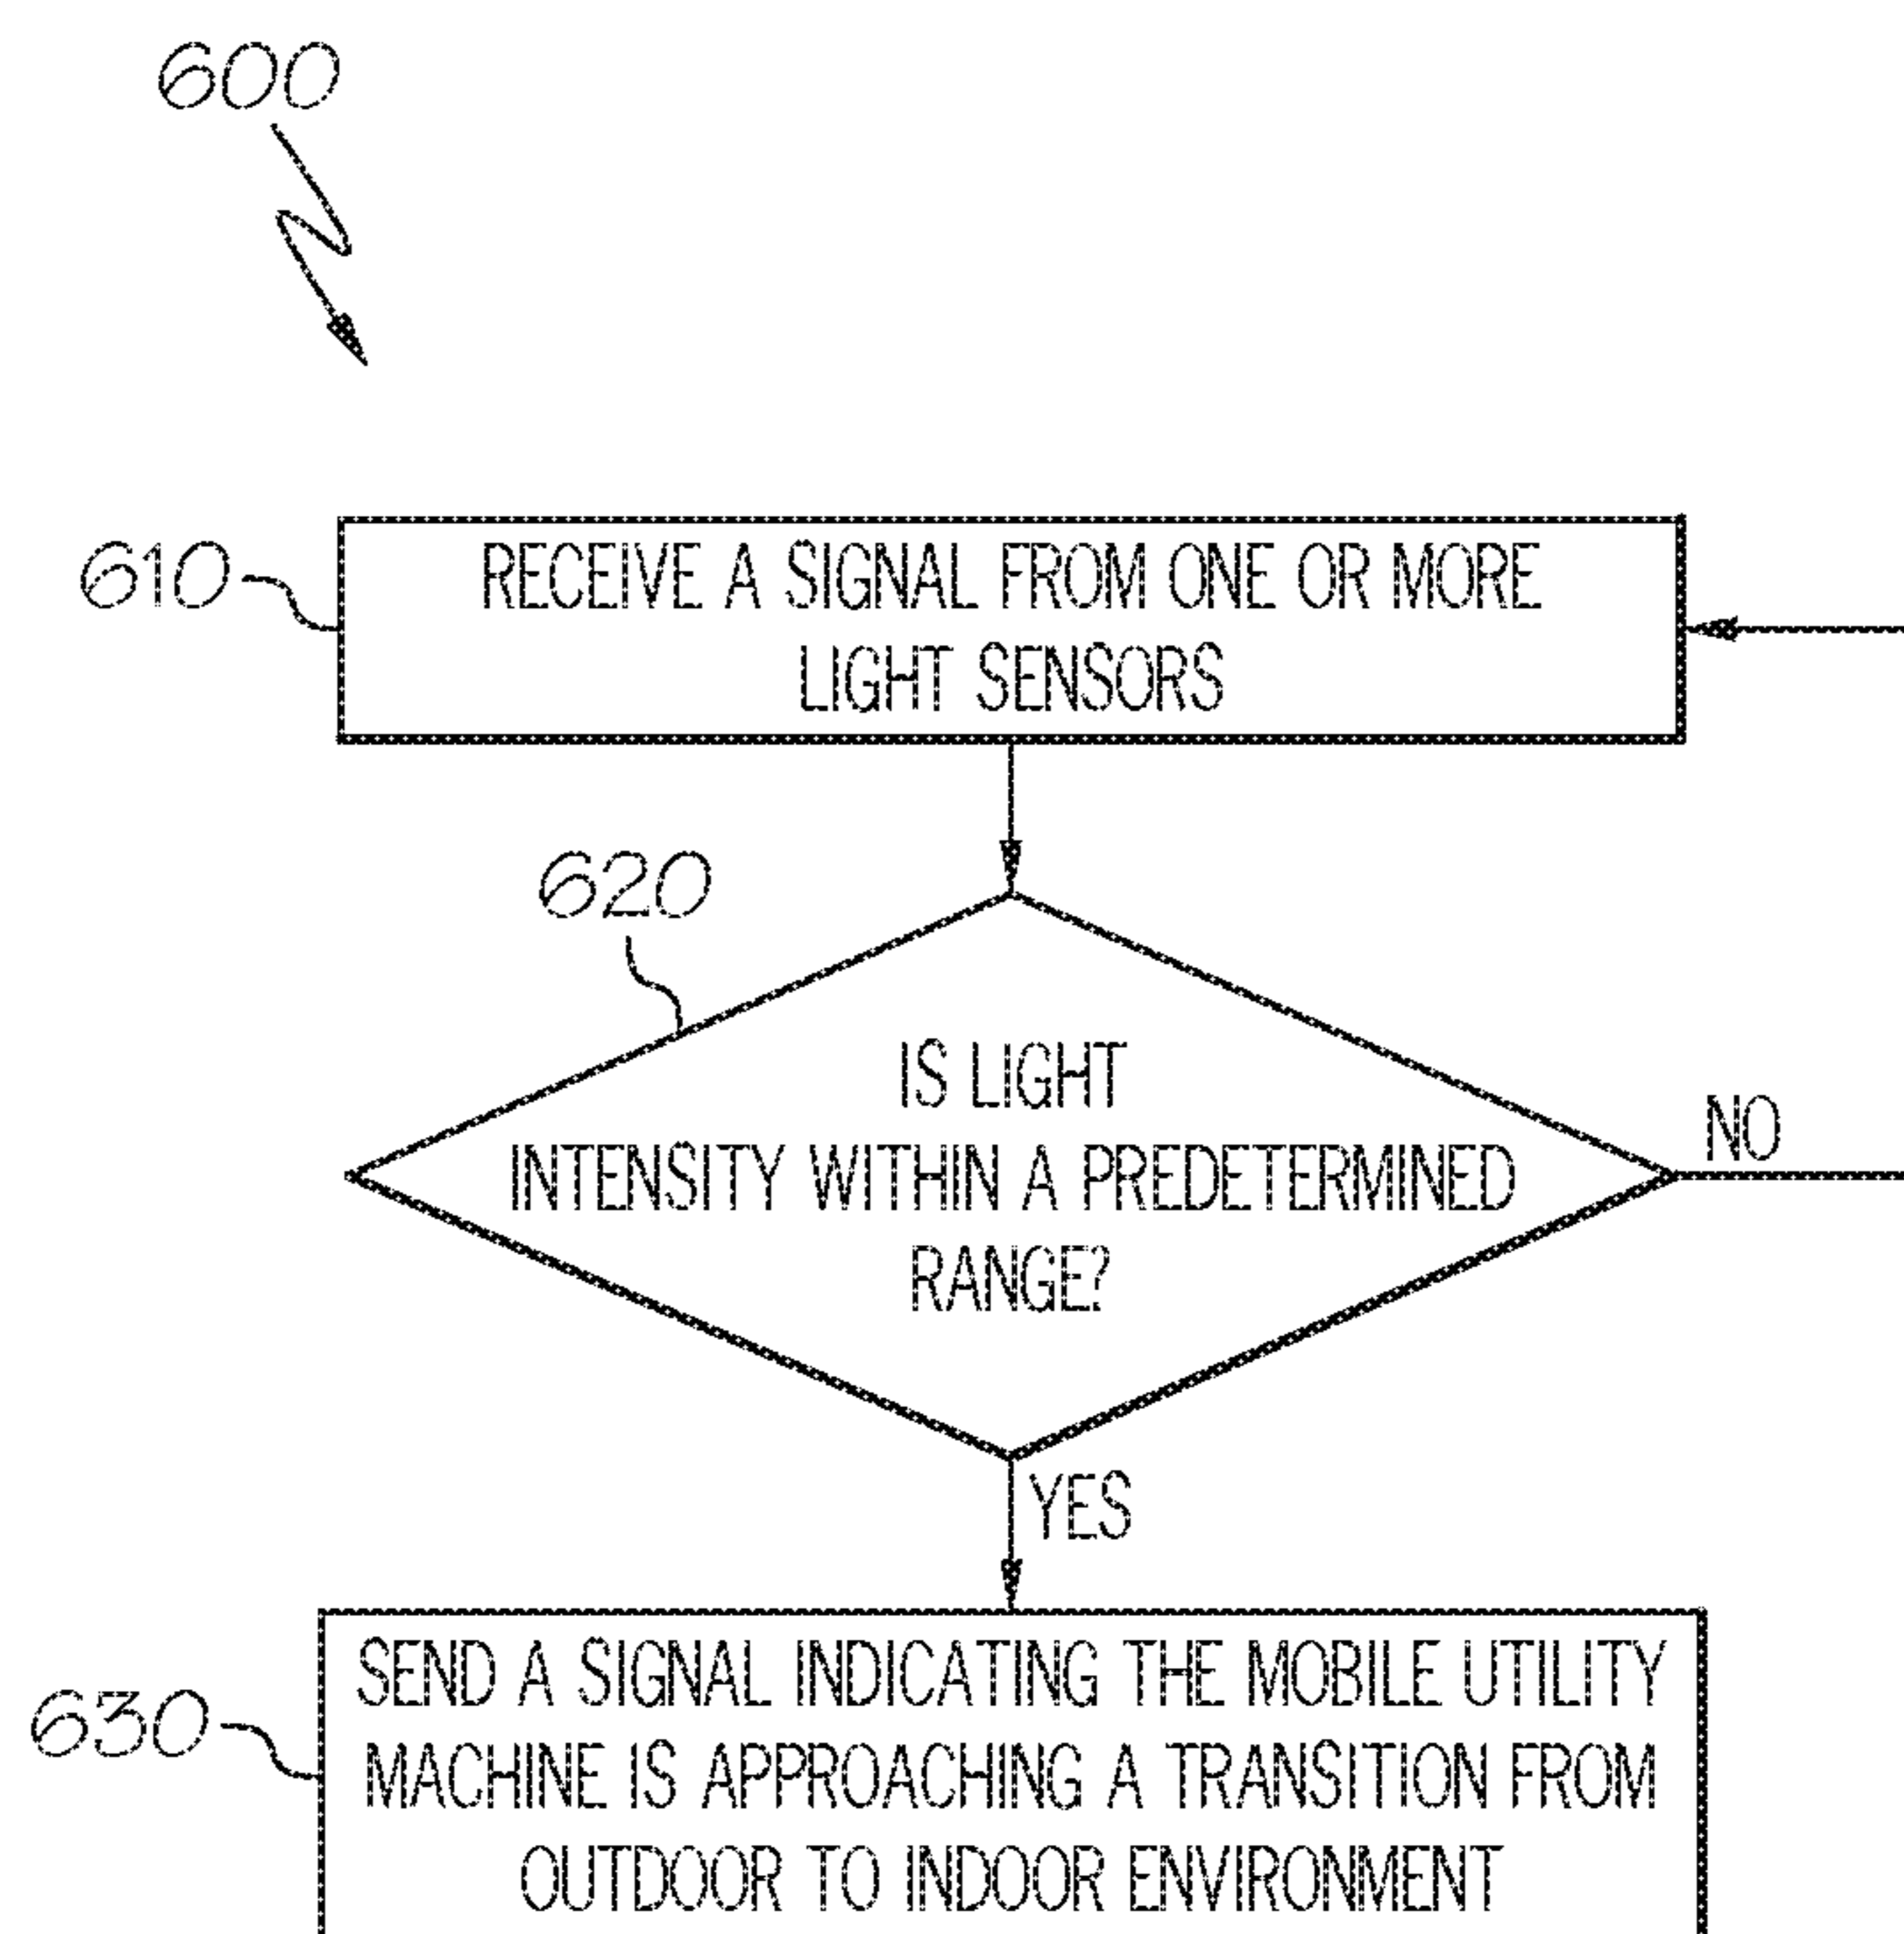 600
610
RECEIVE A SIGNAL FROM ONE OR MORE
LIGHT SENSORS
620
IS LIGHT
INTENSITY WITHIN A PREDETERMINED
RANGE?
NO
YES
630
SEND A SIGNAL INDICATING THE MOBILE UTILITY
MACHINE IS APPROACHING A TRANSITION FROM
OUTDOOR TO INDOOR ENVIRONMENT